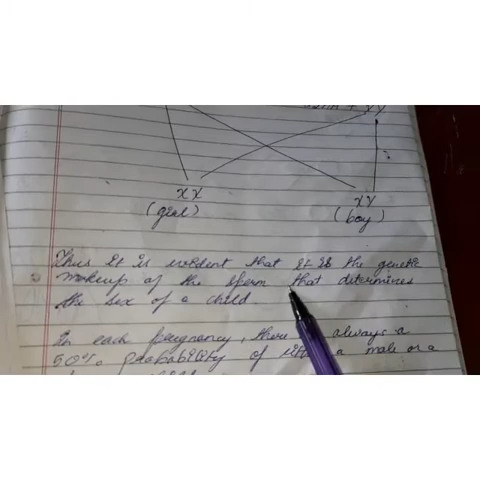 XX XY
(girl) (boy)
Thus it is evident that it is the genetic
makeup of the sperm that determines
the sex of a child.
In each pregnancy, there always a
50% probability of a male or a